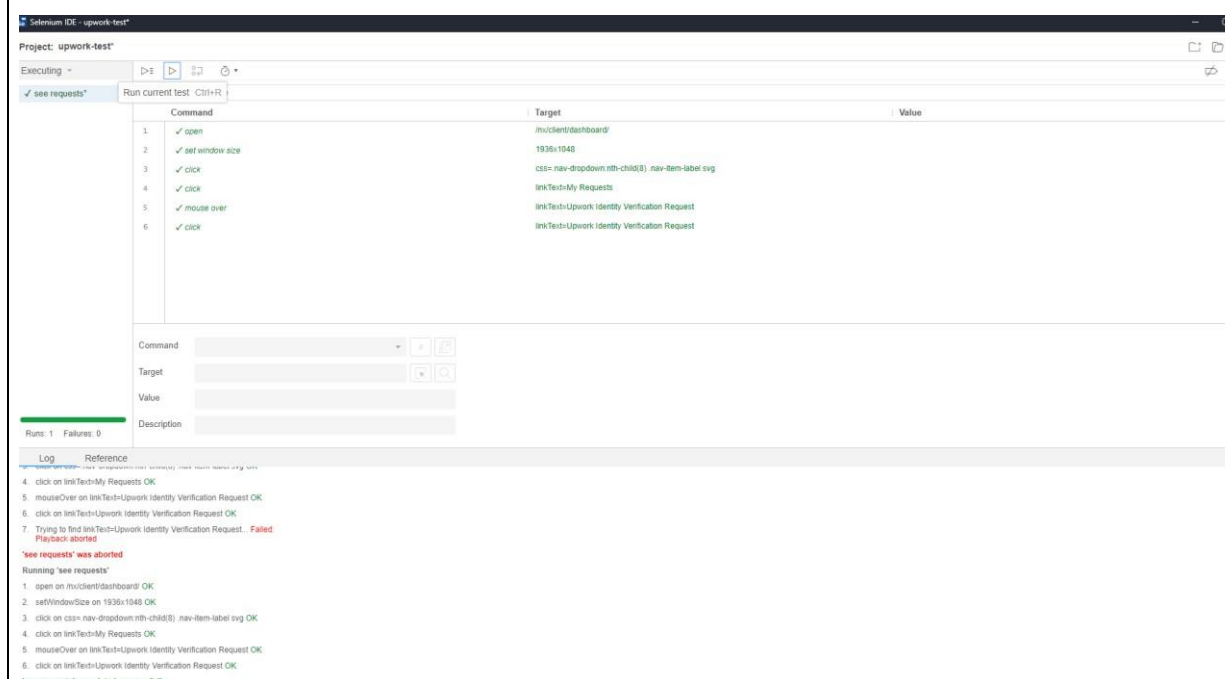 Selenium IDE - upwork-test*
Project: upwork-test*
Executing
✓ see requests*
Run current test Ctrl+R
Command Target Value
1 ✓ open /nx/client/dashboard/
2 ✓ set window size 1936x1048
3 ✓ click css=.nav-dropdown:nth-child(8) .nav-item-label svg
4 ✓ click linkText=My Requests
5 ✓ mouse over linkText=Upwork Identity Verification Request
6 ✓ click linkText=Upwork Identity Verification Request
Command
Target
Value
Description
Runs: 1 Failures: 0
Log Reference
4. click on linkText=My Requests OK
5. mouseOver on linkText=Upwork Identity Verification Request OK
6. click on linkText=Upwork Identity Verification Request OK
7. Trying to find linkText=Upwork Identity Verification Request... Failed:
Playback aborted
'see requests' was aborted
Running 'see requests'
1. open on /nx/client/dashboard/ OK
2. setWindowSize on 1936x1048 OK
3. click on css=.nav-dropdown:nth-child(8) .nav-item-label svg OK
4. click on linkText=My Requests OK
5. mouseOver on linkText=Upwork Identity Verification Request OK
6. click on linkText=Upwork Identity Verification Request OK